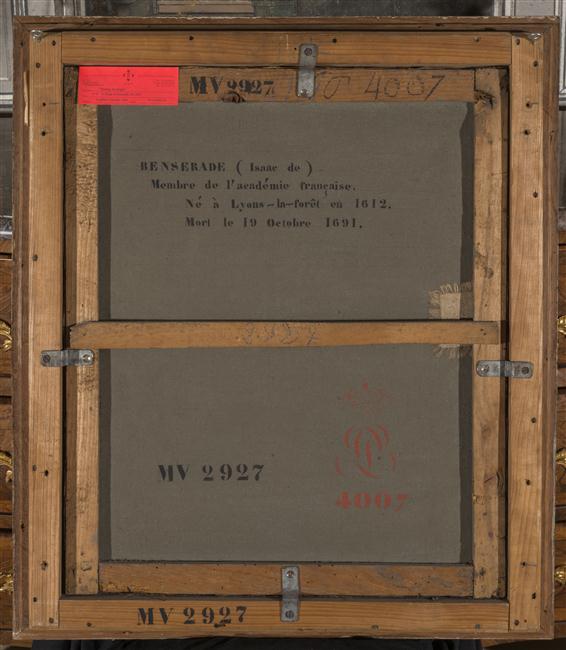 MV 2927
No 4007
BENSERADE (Isaac de)
Membre de l'académie française.
Né à Lyons-la-forêt en 1612.
Mort le 19 Octobre 1691.
MV 2927
4007
MV 2927